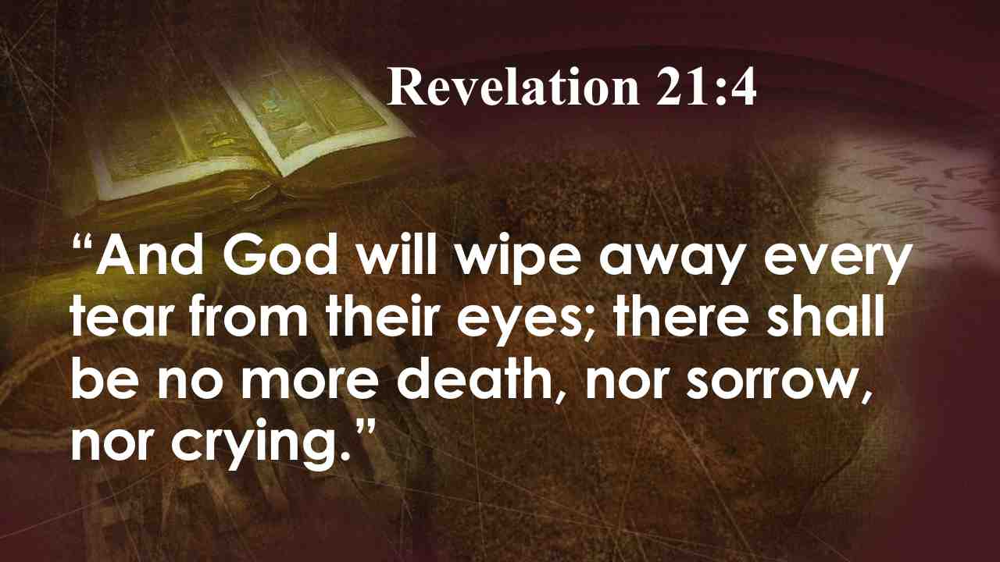 Revelation 21:4
“And God will wipe away every
tear from their eyes; there shall
be no more death, nor sorrow,
nor crying.”